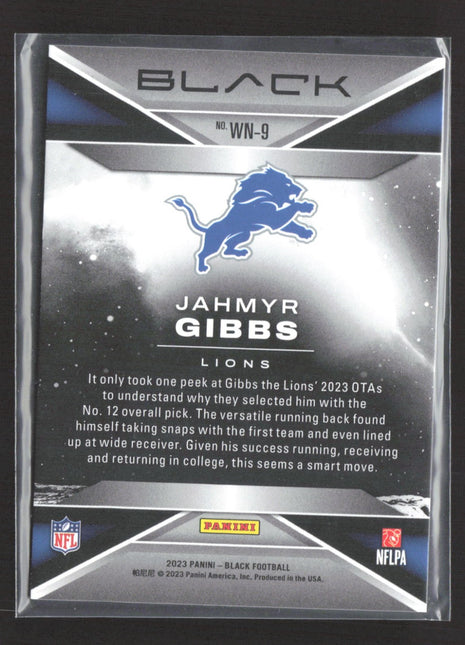 BLACK
NO. WN-9
JAHMYR
GIBBS
LIONS
It only took one peek at Gibbs the Lions' 2023 OTAs
to understand why they selected him with the
No. 12 overall pick. The versatile running back found
himself taking snaps with the first team and even lined
up at wide receiver. Given his success running, receiving
and returning in college, this seems a smart move.
NFL
PANINI
NFLPA
2023 PANINI – BLACK FOOTBALL
帕尼尼 © 2023 Panini America, Inc. Produced in the USA.